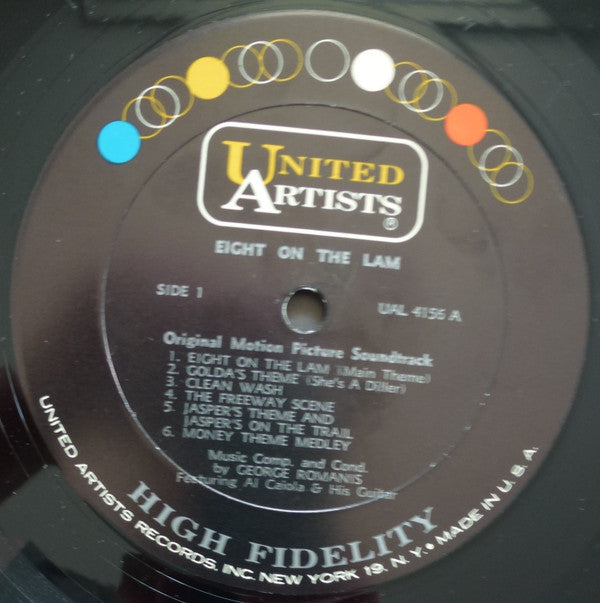 UNITED
ARTISTS®
EIGHT ON THE LAM
SIDE 1
UAL 4156 A
Original Motion Picture Soundtrack
1. EIGHT ON THE LAM (Main Theme)
2. GOLDA'S THEME (She's A Diller)
3. CLEAN WASH
4. THE FREEWAY SCENE
5. JASPER'S THEME AND
JASPER'S ON THE TRAIL
6. MONEY THEME MEDLEY
Music Comp. and Cond.
by GEORGE ROMANIS
Featuring Al Caiola & His Guitar
HIGH FIDELITY
UNITED ARTISTS RECORDS, INC. NEW YORK 19, N. Y. • MADE IN U. S. A.